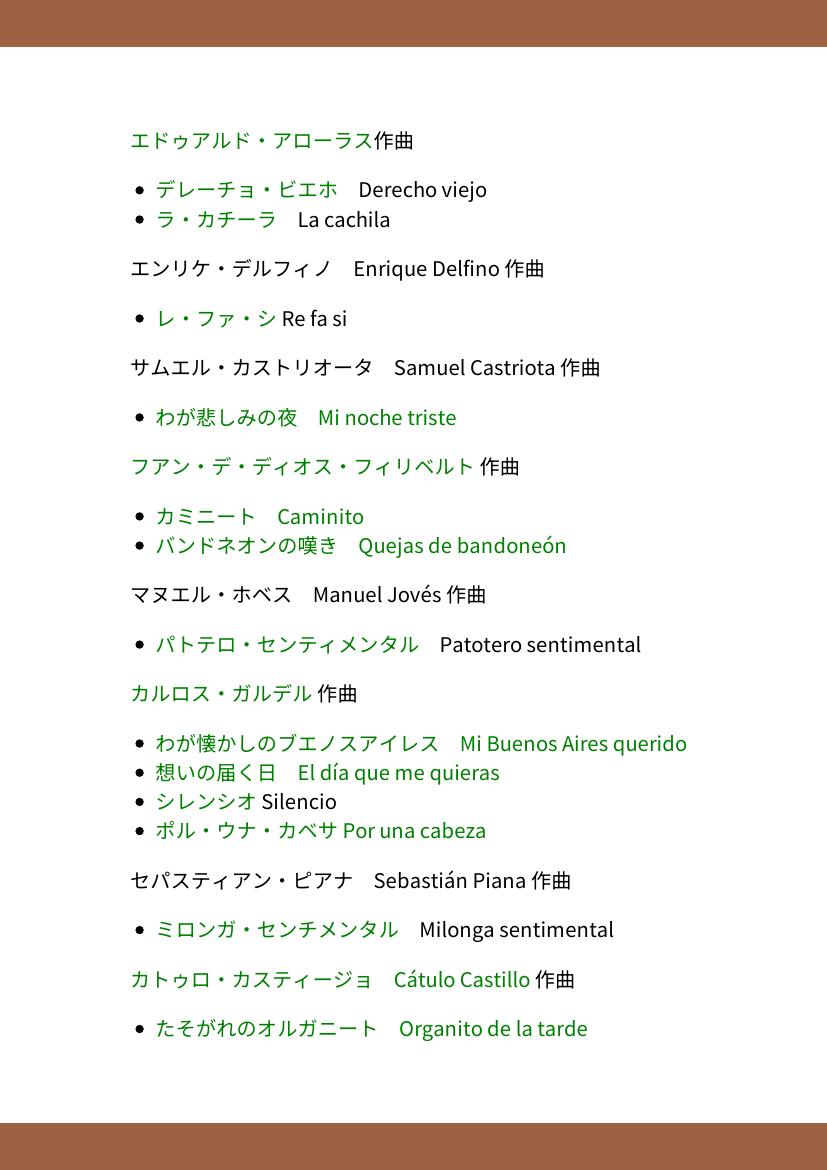 エドゥアルド・アローラス作曲
デレーチョ・ビエホ　Derecho viejo
ラ・カチーラ　La cachila
エンリケ・デルフィノ　Enrique Delfino 作曲
レ・ファ・シ Re fa si
サムエル・カストリオータ　Samuel Castriota 作曲
わが悲しみの夜　Mi noche triste
フアン・デ・ディオス・フィリベルト 作曲
カミニート　Caminito
バンドネオンの嘆き　Quejas de bandoneón
マヌエル・ホベス　Manuel Jovés 作曲
パトテロ・センティメンタル　Patotero sentimental
カルロス・ガルデル 作曲
わが懐かしのブエノスアイレス　Mi Buenos Aires querido
想いの届く日　El día que me quieras
シレンシオ Silencio
ポル・ウナ・カベサ Por una cabeza
セパスティアン・ピアナ　Sebastián Piana 作曲
ミロンガ・センチメンタル　Milonga sentimental
カトゥロ・カスティージョ　Cátulo Castillo 作曲
たそがれのオルガニート　Organito de la tarde